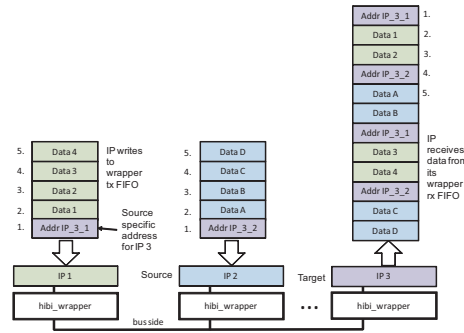 Addr IP_3_1 1.
Data 1 2.
Data 2 3.
Addr IP_3_2 4.
Data A 5.
Data B
Addr IP_3_1
Data 3
Data 4
Addr IP_3_2
Data C
Data D
IP
receives
data from
its
wrapper
rx FIFO
5. Data 4
4. Data 3
3. Data 2
2. Data 1
1. Addr IP_3_1
IP writes
to
wrapper
tx FIFO
Source
specific
address
for IP 3
5. Data D
4. Data C
3. Data B
2. Data A
1. Addr IP_3_2
IP 1
Source
IP 2
Target
IP 3
hibi_wrapper
hibi_wrapper
...
hibi_wrapper
bus side